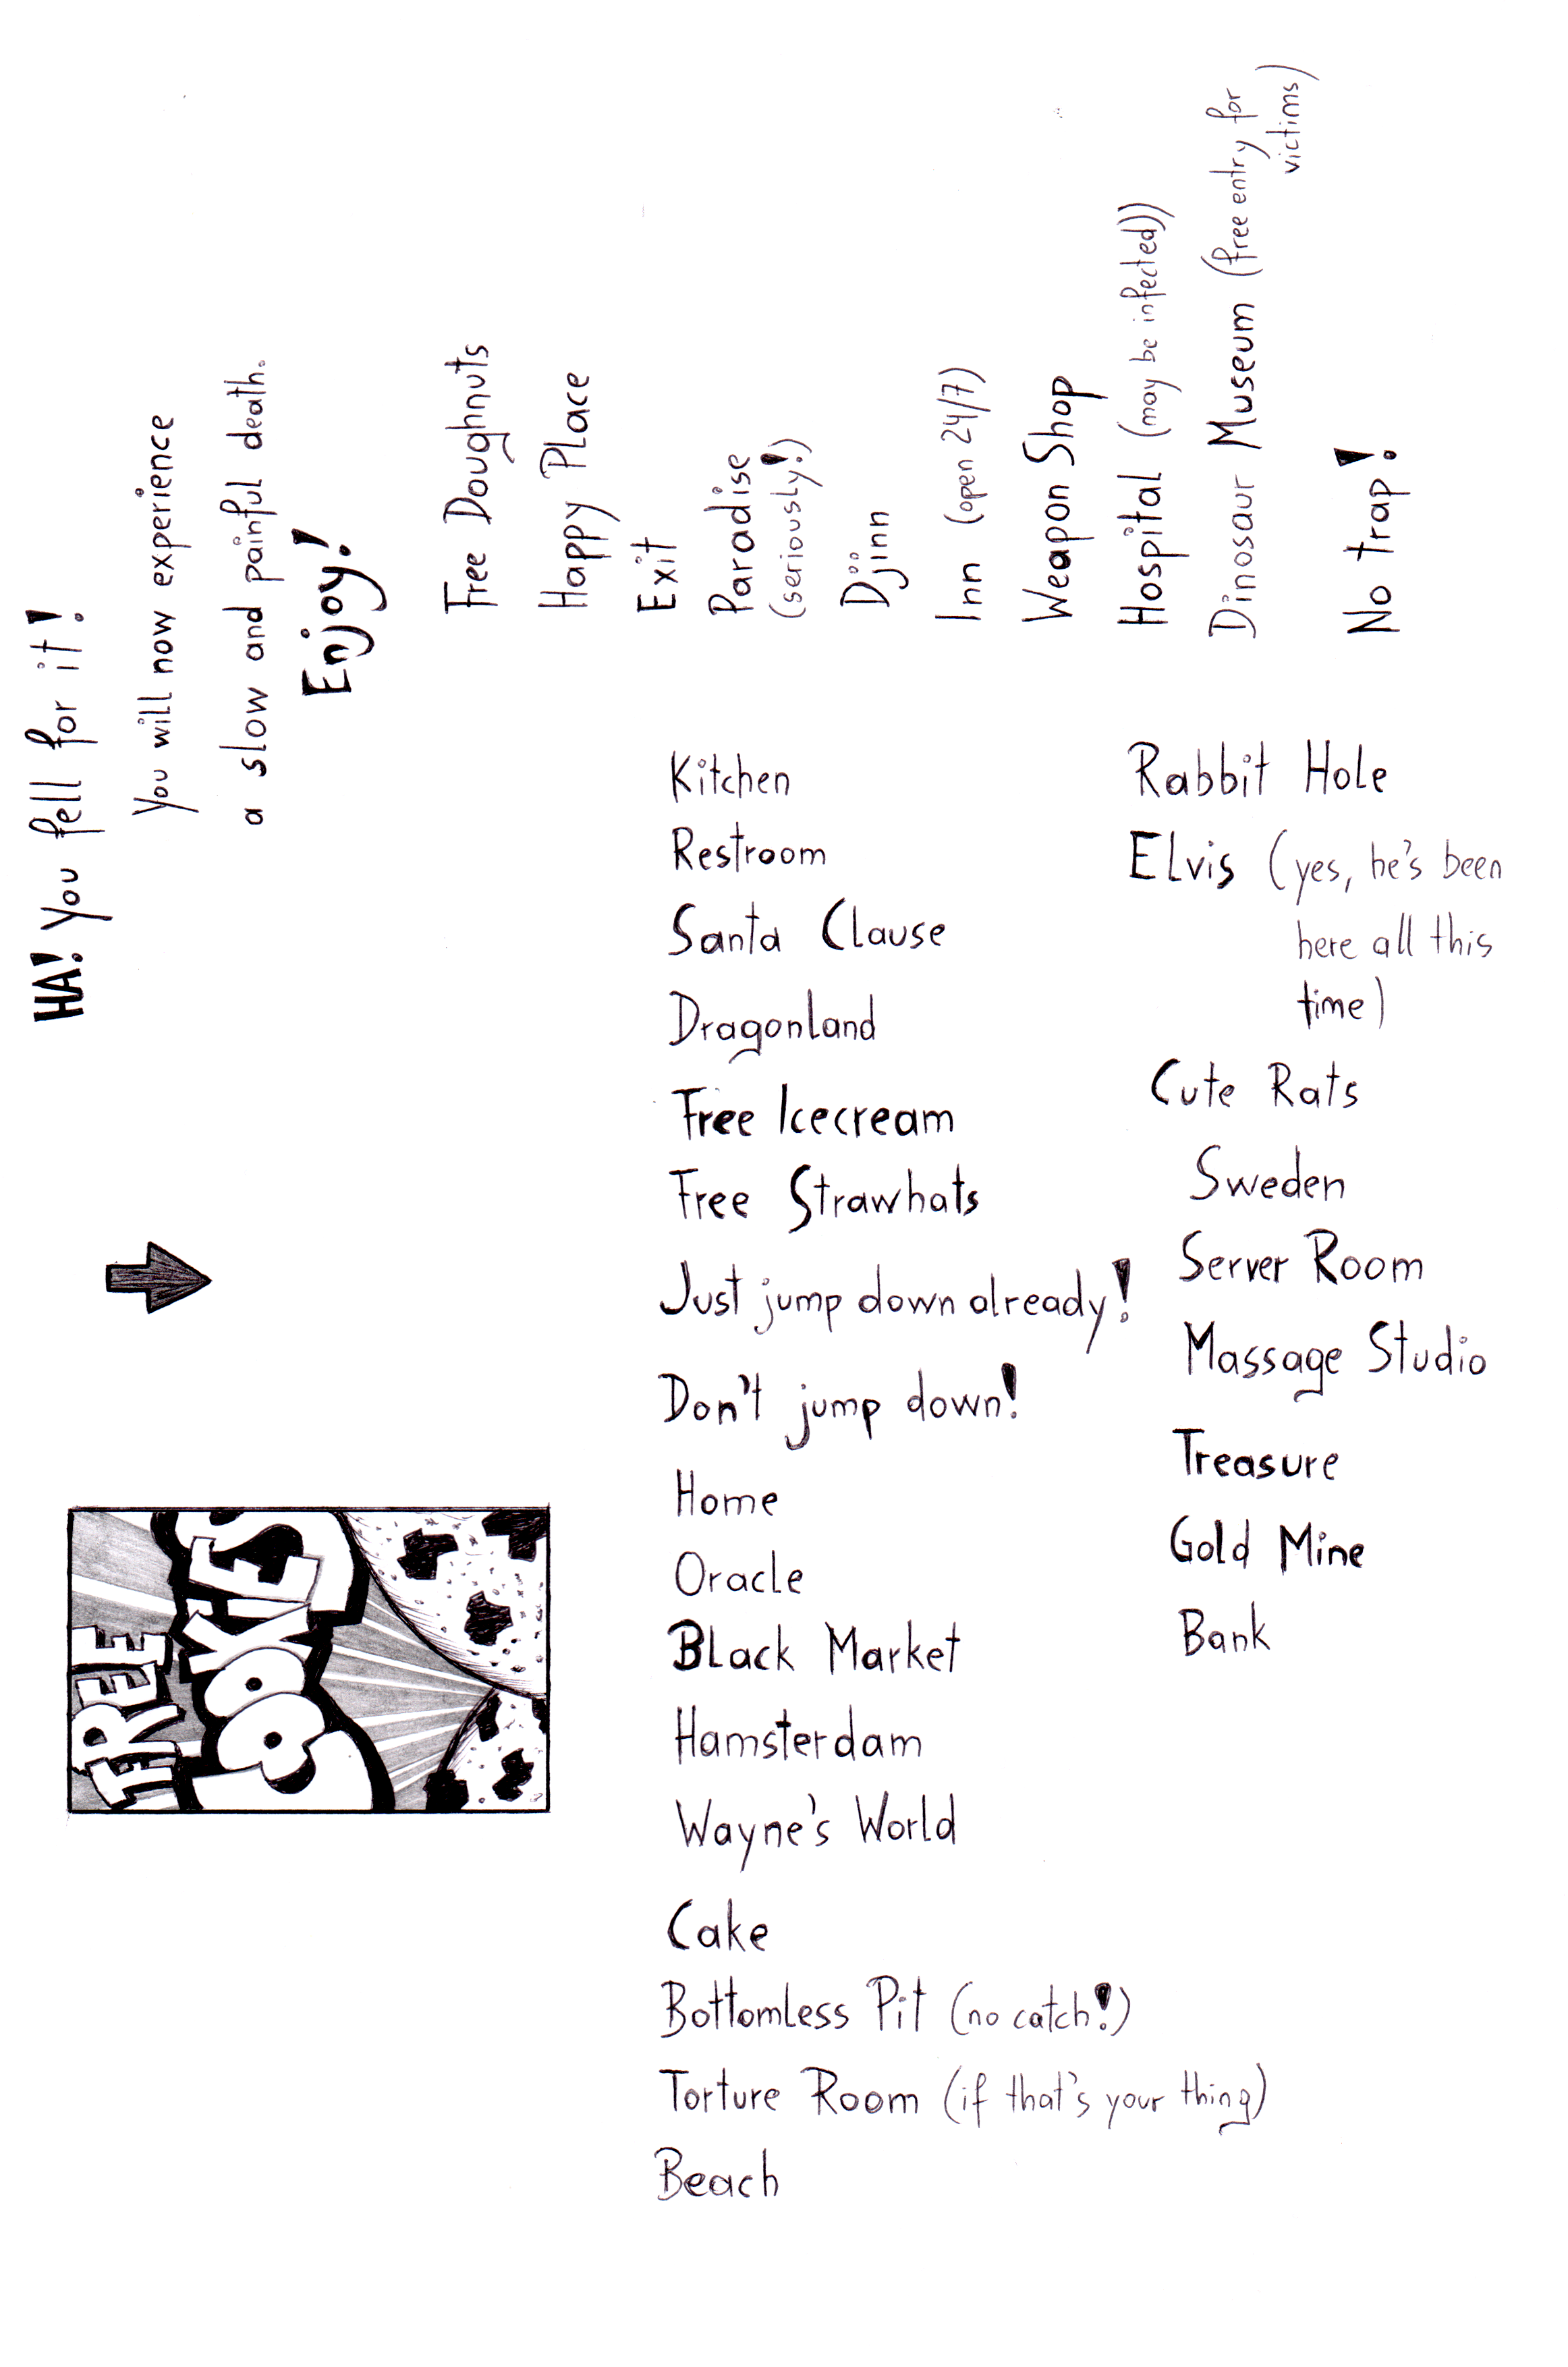 HA! You fell for it!
You will now experience
a slow and painful death.
Enjoy!
Free Doughnuts
Happy Place
Exit
Paradise
(seriously!)
Djinn
Inn (open 24/7)
Weapon Shop
Hospital (may be infected))
Dinosaur Museum (free entry for
victims)
No trap!
Kitchen
Restroom
Santa Clause
Dragonland
Free Icecream
Free Strawhats
Just jump down already!
Don't jump down!
Home
Oracle
Black Market
Hamsterdam
Wayne's World
Cake
Bottomless Pit (no catch!)
Torture Room (if that's your thing)
Beach
Rabbit Hole
Elvis (yes, he's been
here all this
time)
Cute Rats
Sweden
Server Room
Massage Studio
Treasure
Gold Mine
Bank
FREE
COOKIES